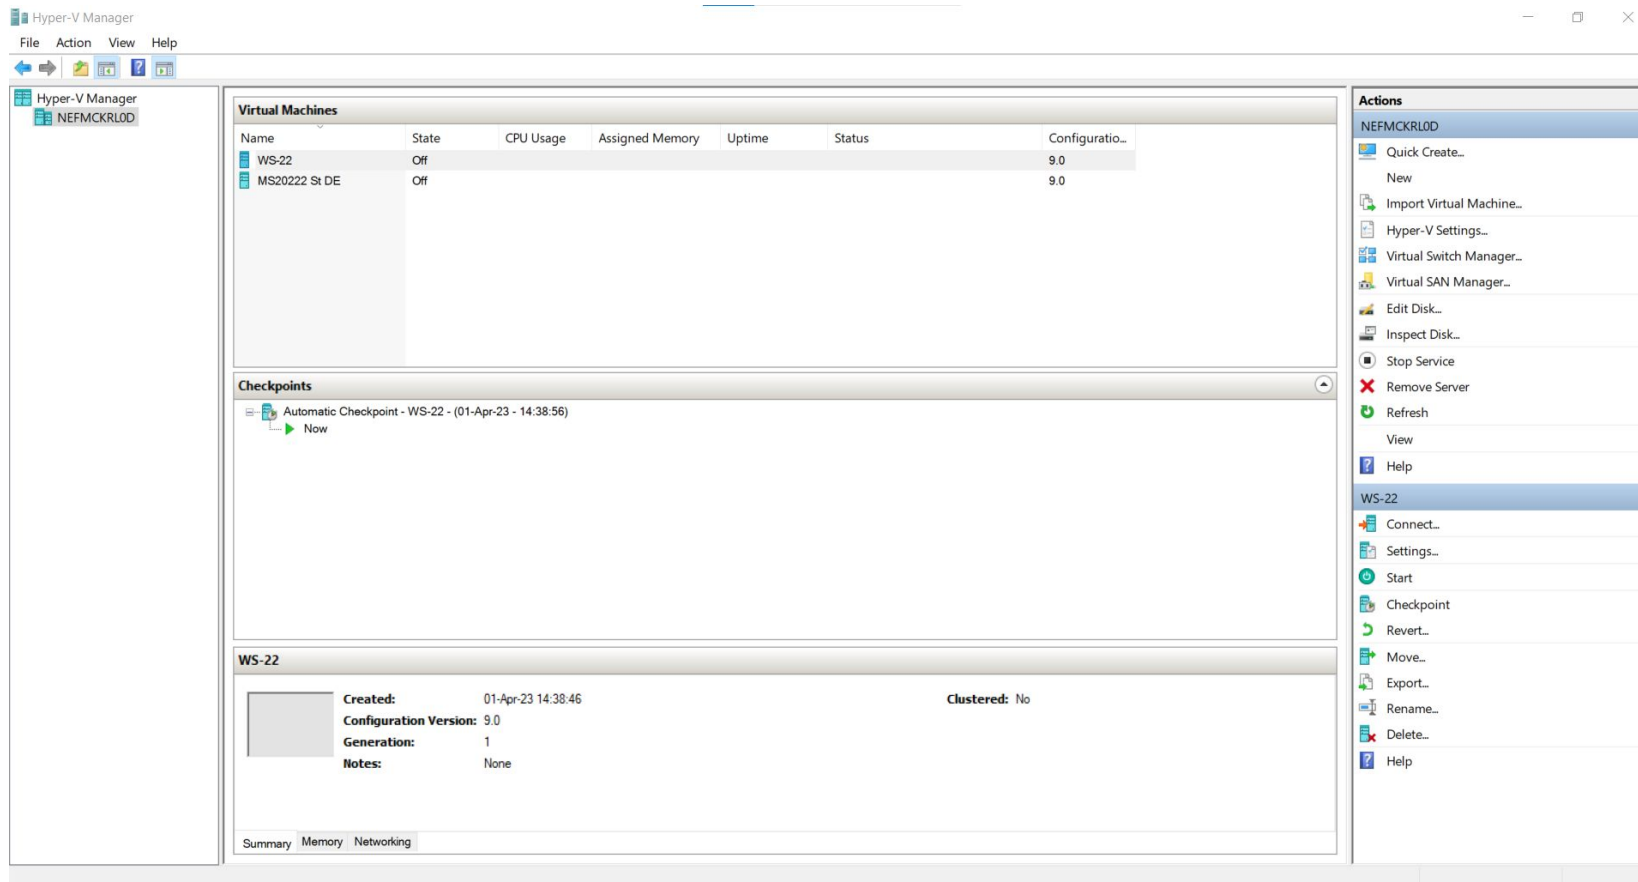 Hyper-V Manager
File Action View Help
Hyper-V Manager
NEFMCKRL0D
Virtual Machines
Name State CPU Usage Assigned Memory Uptime Status Configuratio...
WS-22 Off 9.0
MS20222 St DE Off 9.0
Checkpoints
Automatic Checkpoint - WS-22 - (01-Apr-23 - 14:38:56)
Now
WS-22
Created: 01-Apr-23 14:38:46 Clustered: No
Configuration Version: 9.0
Generation: 1
Notes: None
Summary Memory Networking
Actions
NEFMCKRL0D
Quick Create...
New
Import Virtual Machine...
Hyper-V Settings...
Virtual Switch Manager...
Virtual SAN Manager...
Edit Disk...
Inspect Disk...
Stop Service
Remove Server
Refresh
View
Help
WS-22
Connect...
Settings...
Start
Checkpoint
Revert...
Move...
Export...
Rename...
Delete...
Help